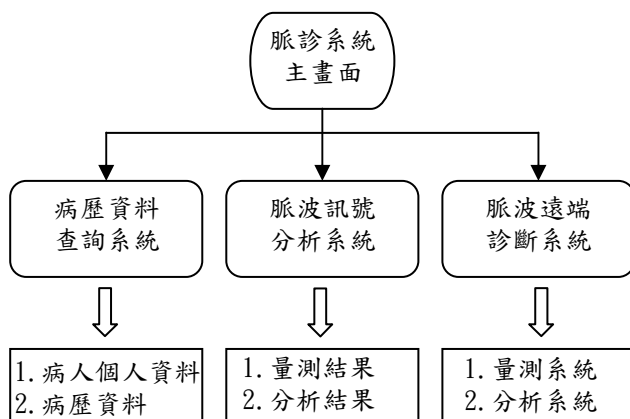 脈診系統
主畫面
病歷資料
查詢系統
脈波訊號
分析系統
脈波遠端
診斷系統
1. 病人個人資料
2. 病歷資料
1. 量測結果
2. 分析結果
1. 量測系統
2. 分析系統